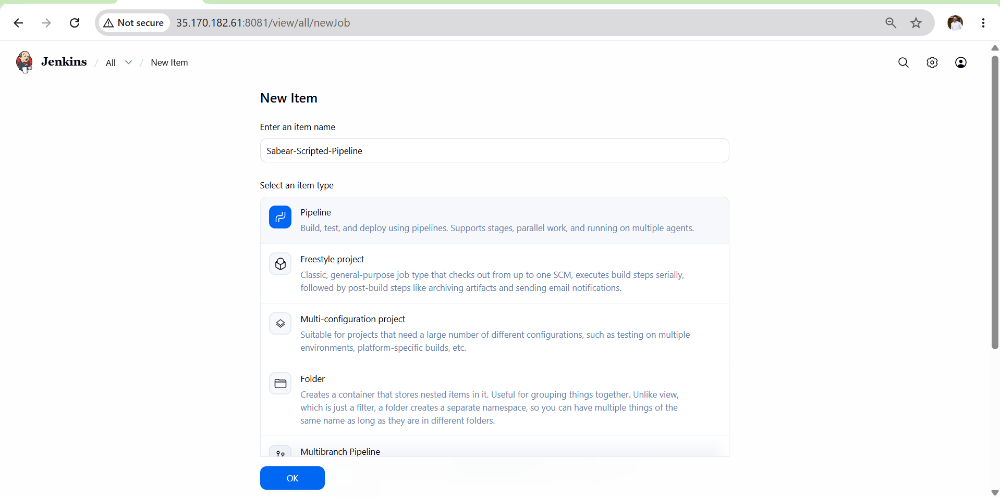 Not secure 35.170.182.61:8081/view/all/newJob
Jenkins / All / New Item
New Item
Enter an item name
Sabear-Scripted-Pipeline
Select an item type
Pipeline
Build, test, and deploy using pipelines. Supports stages, parallel work, and running on multiple agents.
Freestyle project
Classic, general-purpose job type that checks out from up to one SCM, executes build steps serially,
followed by post-build steps like archiving artifacts and sending email notifications.
Multi-configuration project
Suitable for projects that need a large number of different configurations, such as testing on multiple
environments, platform-specific builds, etc.
Folder
Creates a container that stores nested items in it. Useful for grouping things together. Unlike view,
which is just a filter, a folder creates a separate namespace, so you can have multiple things of the
same name as long as they are in different folders.
Multibranch Pipeline
OK